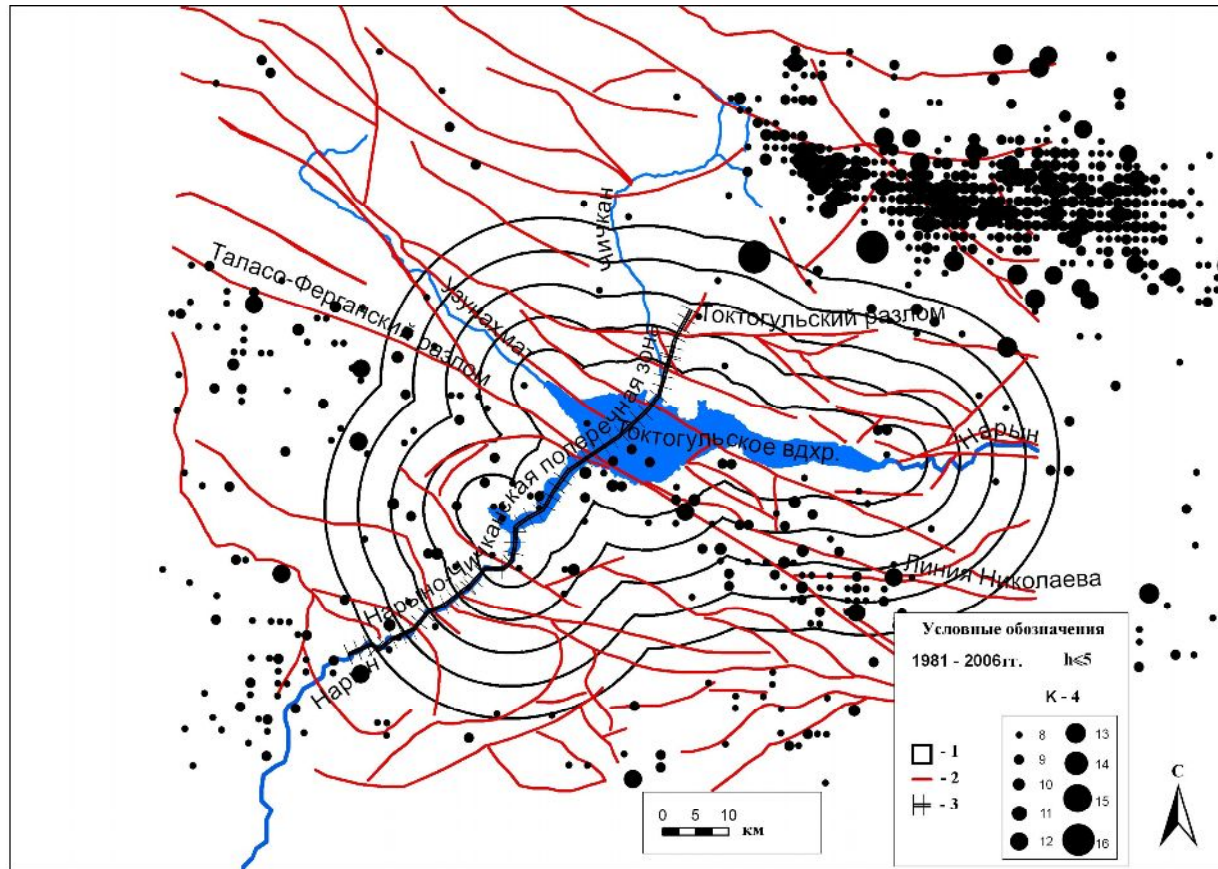 Чичкан
Таласо-Ферганский разлом
Узунахмат
Токтогульский разлом
Нарыно-Чичканская поперечная зона
Токтогульское вдхр.
Нарын
Линия Николаева
Нарын
Условные обозначения
1981 - 2006гг. h⩽5
К - 4
- 1
- 2
- 3
8 13
9 14
10
11 15
12 16
0 5 10
км
С